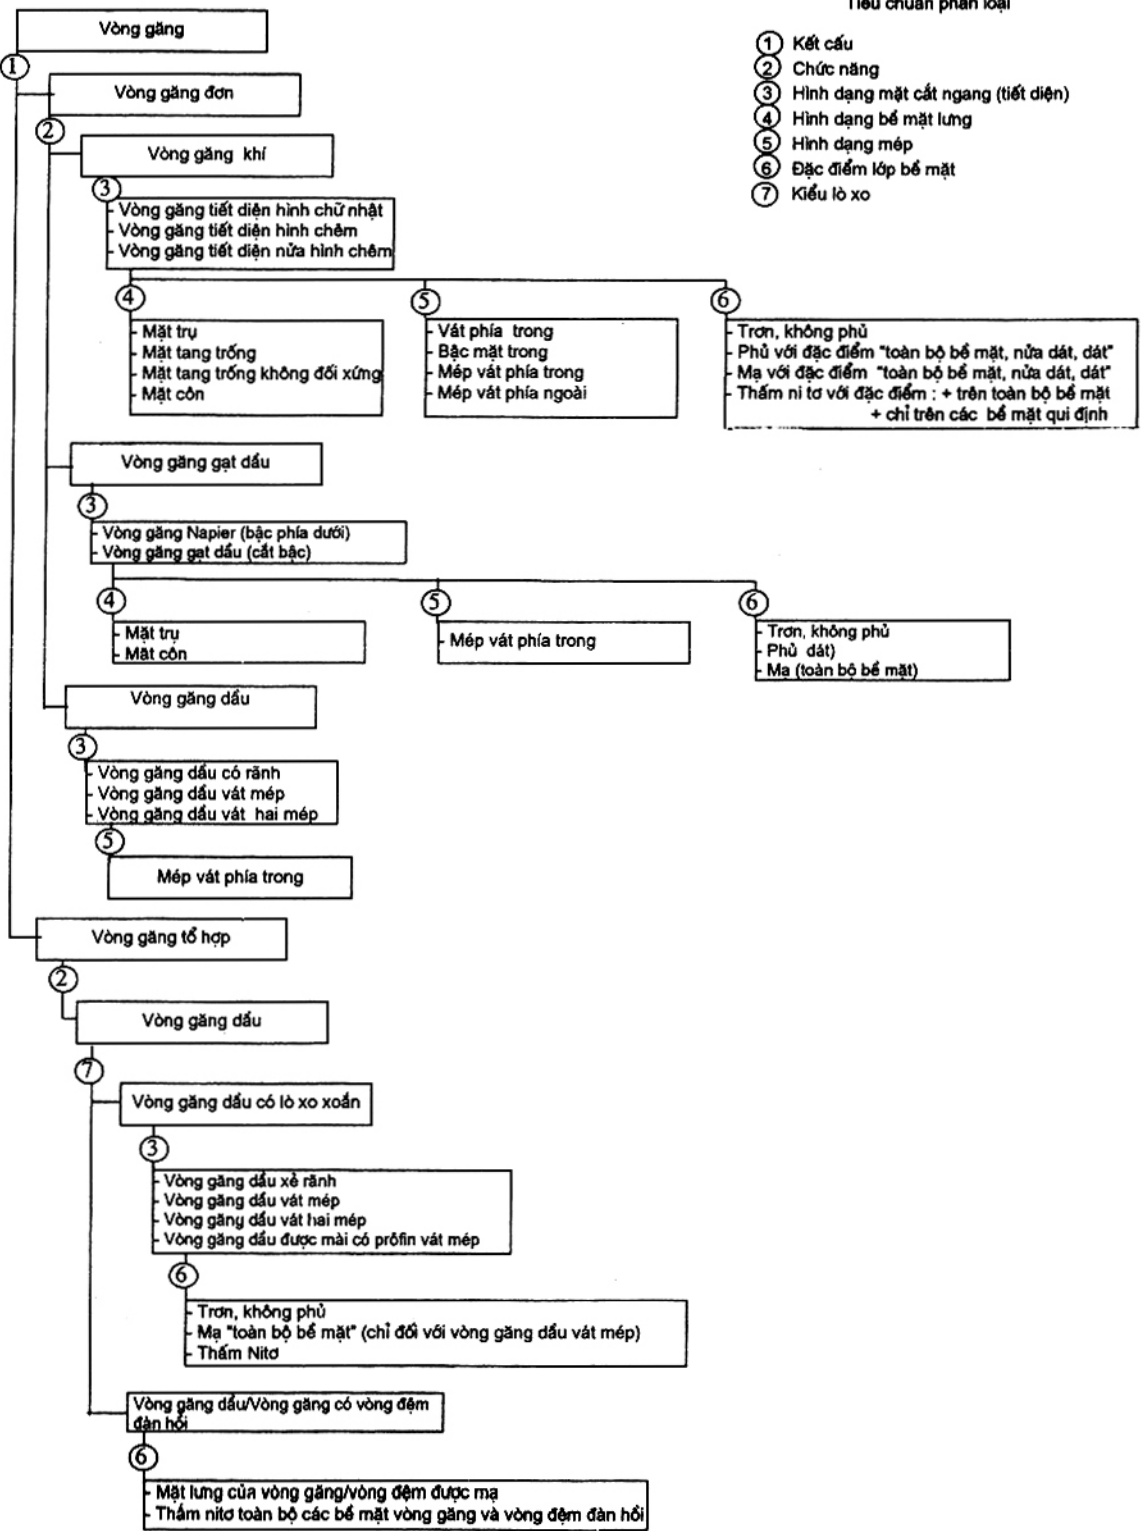 Tiêu chuẩn phân loại
① Kết cấu
② Chức năng
③ Hình dạng mặt cắt ngang (tiết diện)
④ Hình dạng bề mặt lưng
⑤ Hình dạng mép
⑥ Đặc điểm lớp bề mặt
⑦ Kiểu lò xo
Vòng găng
①
Vòng găng đơn
②
Vòng găng khí
③
- Vòng găng tiết diện hình chữ nhật
- Vòng găng tiết diện hình chêm
- Vòng găng tiết diện nửa hình chêm
④
- Mặt trụ
- Mặt tang trống
- Mặt tang trống không đối xứng
- Mặt côn
⑤
- Vát phía trong
- Bậc mặt trong
- Mép vát phía trong
- Mép vát phía ngoài
⑥
- Trơn, không phủ
- Phủ với đặc điểm "toàn bộ bề mặt, nửa dát, dát"
- Mạ với đặc điểm "toàn bộ bề mặt, nửa dát, dát"
- Thấm ni tơ với đặc điểm : + trên toàn bộ bề mặt
+ chỉ trên các bề mặt qui định
Vòng găng gạt dầu
③
- Vòng găng Napier (bậc phía dưới)
- Vòng găng gạt dầu (cắt bậc)
④
- Mặt trụ
- Mặt côn
⑤
- Mép vát phía trong
⑥
- Trơn, không phủ
- Phủ dát)
- Mạ (toàn bộ bề mặt)
Vòng găng dầu
③
- Vòng găng dầu có rãnh
- Vòng găng dầu vát mép
- Vòng găng dầu vát hai mép
⑤
Mép vát phía trong
Vòng găng tổ hợp
②
Vòng găng dầu
⑦
Vòng găng dầu có lò xo xoắn
③
- Vòng găng dầu xẻ rãnh
- Vòng găng dầu vát mép
- Vòng găng dầu vát hai mép
- Vòng găng dầu được mài có prôfin vát mép
⑥
- Trơn, không phủ
- Mạ "toàn bộ bề mặt" (chỉ đối với vòng găng dầu vát mép)
- Thấm Nitơ
Vòng găng dầu/Vòng găng có vòng đệm
đàn hồi
⑥
- Mặt lưng của vòng găng/vòng đệm được mạ
- Thấm nitơ toàn bộ các bề mặt vòng găng và vòng đệm đàn hồi